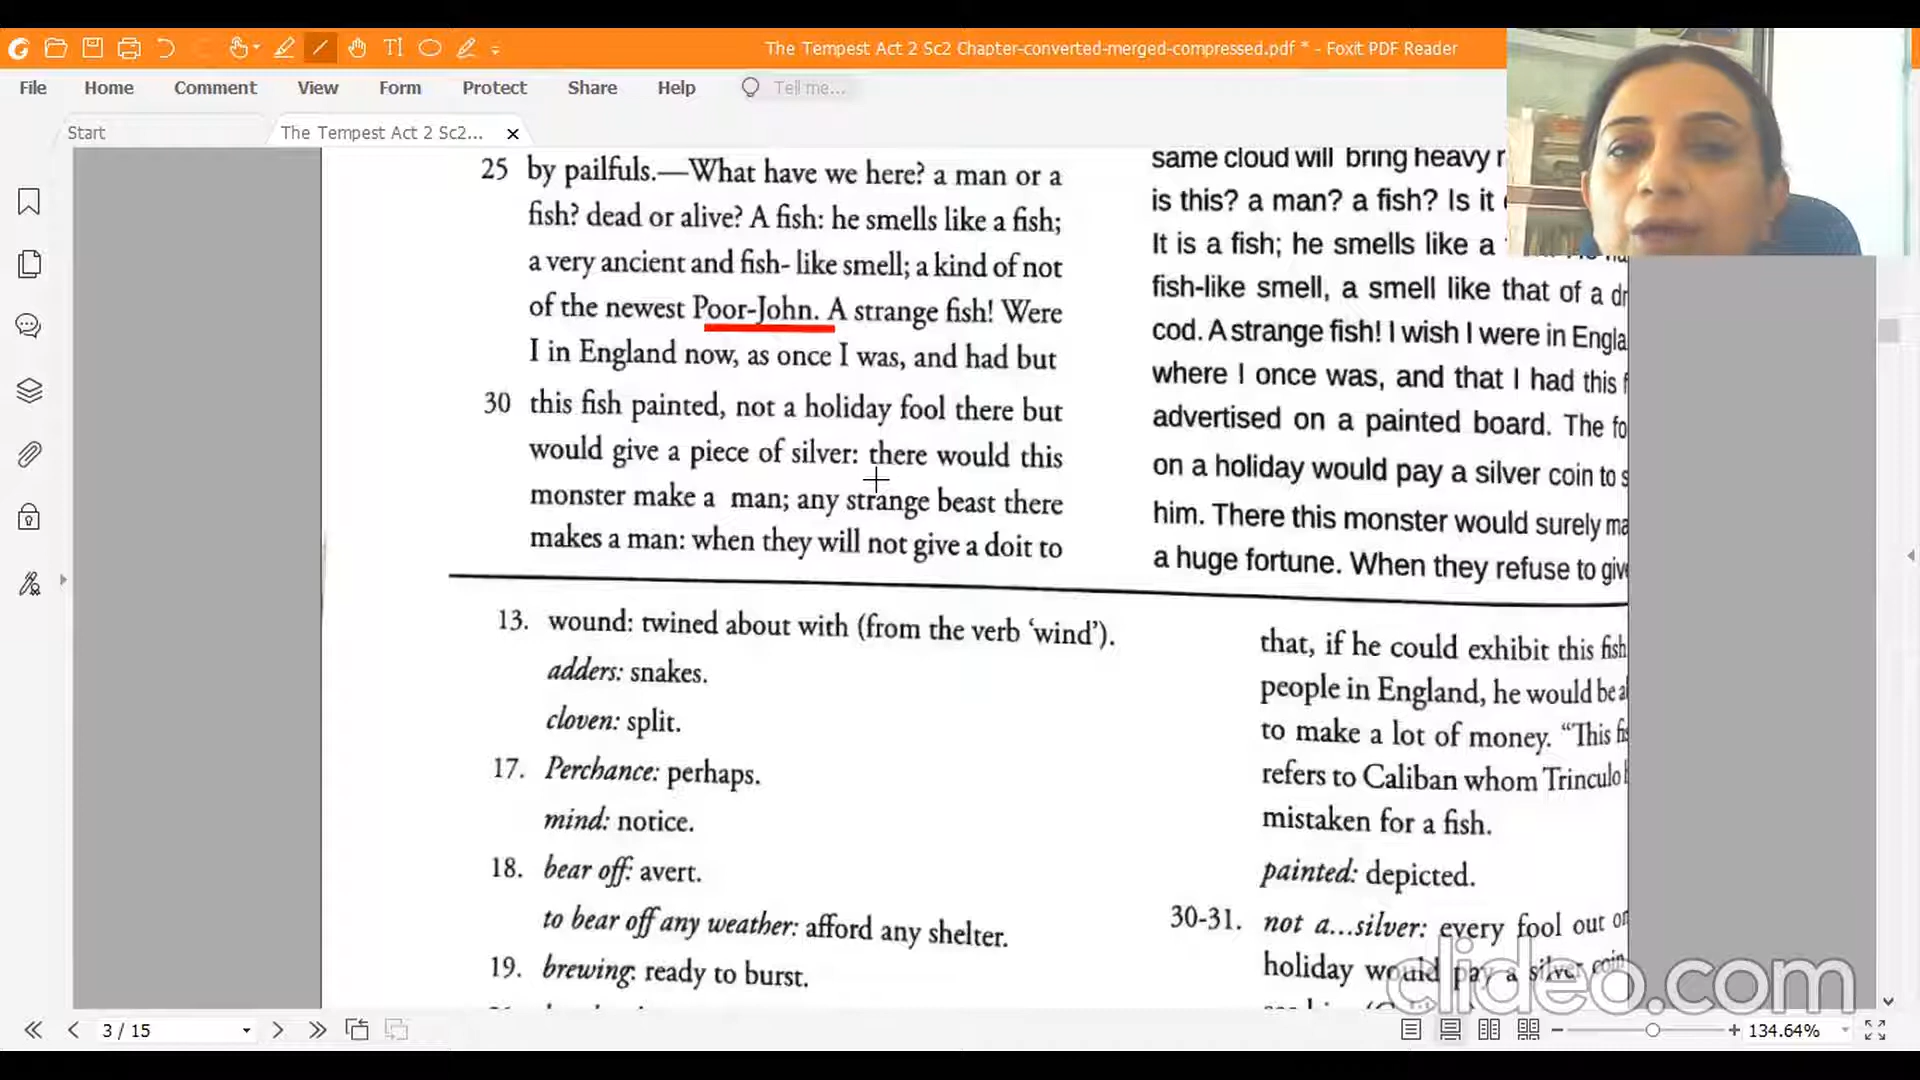 The Tempest Act 2 Sc2 Chapter-converted-merged-compressed.pdf * - Foxit PDF Reader
File Home Comment View Form Protect Share Help Tell me...
Start
The Tempest Act 2 Sc2...
25 by pailfuls.—What have we here? a man or a
fish? dead or alive? A fish: he smells like a fish;
a very ancient and fish- like smell; a kind of not
of the newest Poor-John. A strange fish! Were
I in England now, as once I was, and had but
30 this fish painted, not a holiday fool there but
would give a piece of silver: there would this
monster make a man; any strange beast there
makes a man: when they will not give a doit to
same cloud will bring heavy
is this? a man? a fish? Is it
It is a fish; he smells like a
fish-like smell, a smell like that of a
cod. A strange fish! I wish I were in
where I once was, and that I had this
advertised on a painted board. The
on a holiday would pay a silver coin to
him. There this monster would surely
a huge fortune. When they refuse to
13. wound: twined about with (from the verb ‘wind’).
adders: snakes.
cloven: split.
17. Perchance: perhaps.
mind: notice.
18. bear off: avert.
to bear off any weather: afford any shelter.
19. brewing: ready to burst.
that, if he could exhibit this fish
people in England, he would be
to make a lot of money. “This
refers to Caliban whom Trinculo
mistaken for a fish.
painted: depicted.
30-31. not a...silver: every fool out on
holiday would pay a silver coin
clideo.com
3 / 15
134.64%